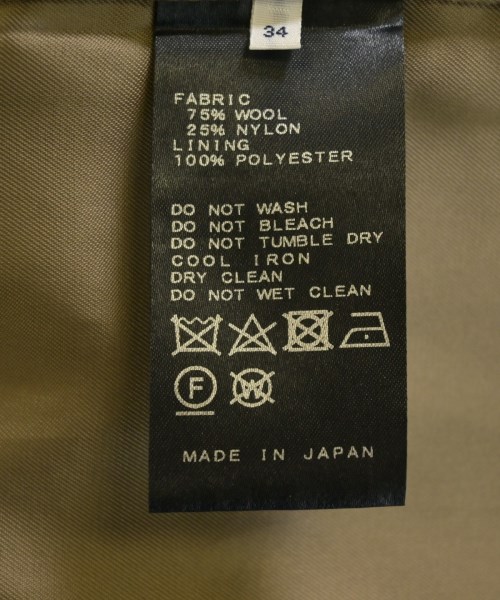 34
FABRIC
75% WOOL
25% NYLON
LINING
100% POLYESTER
DO NOT WASH
DO NOT BLEACH
DO NOT TUMBLE DRY
COOL IRON
DRY CLEAN
DO NOT WET CLEAN
F W
MADE IN JAPAN